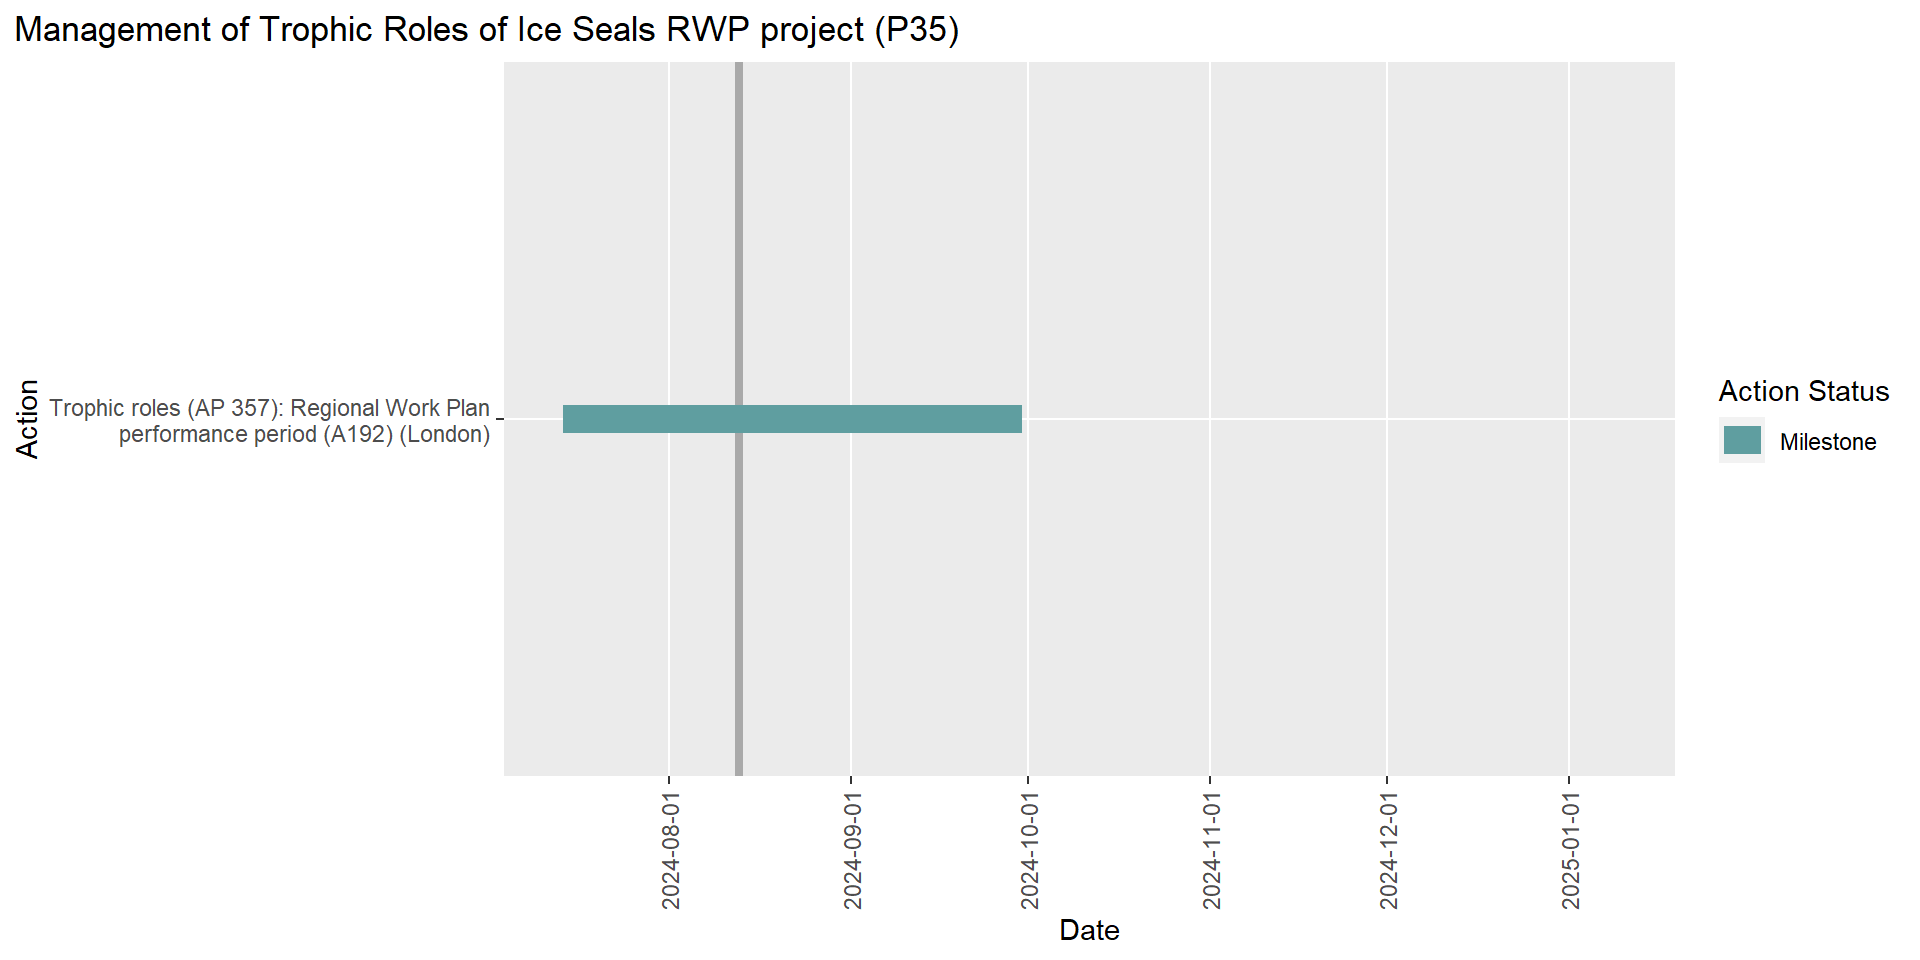 Management of Trophic Roles of Ice Seals RWP project (P35)
Action
Trophic roles (AP 357): Regional Work Plan
performance period (A192) (London)
2024-08-01
2024-09-01
2024-10-01
2024-11-01
2024-12-01
2025-01-01
Date
Action Status
Milestone